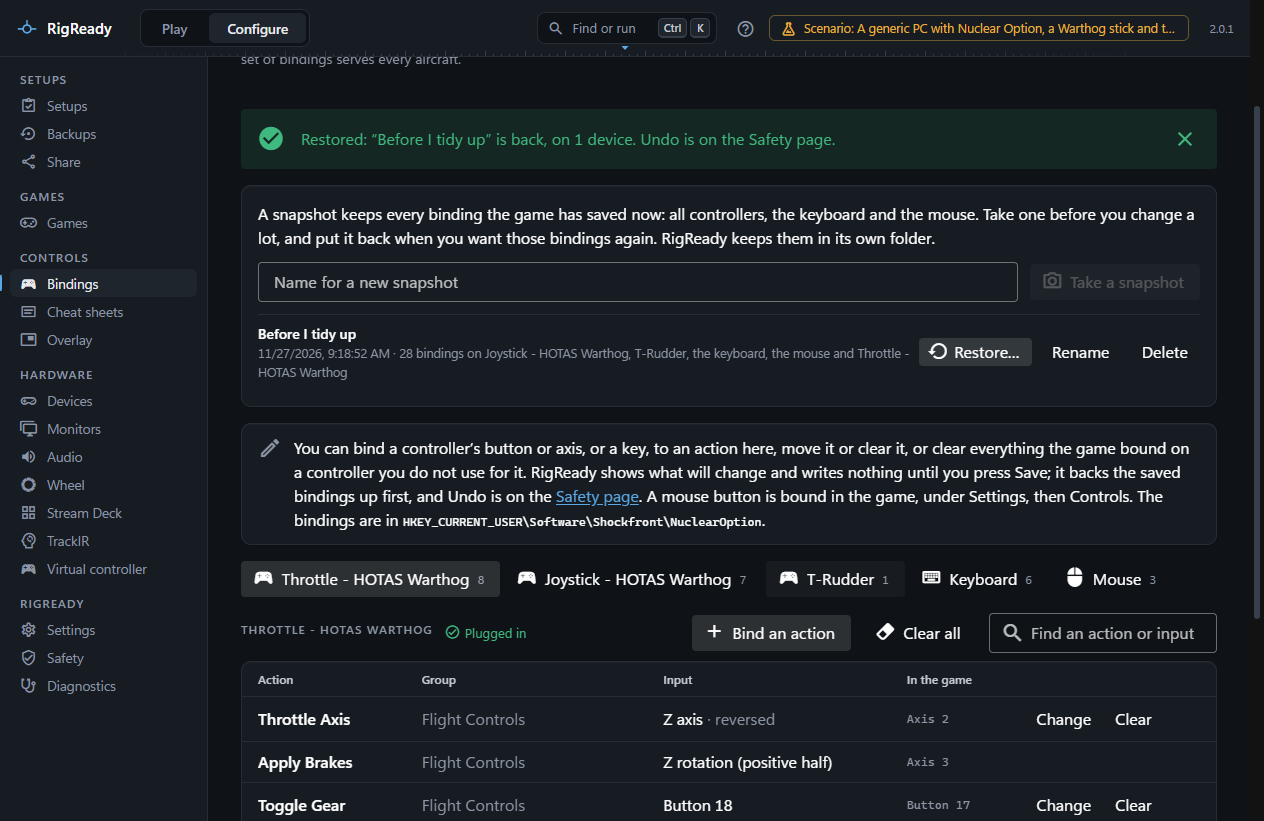 RigReady
Play
Configure
Find or run
Ctrl
K
Scenario: A generic PC with Nuclear Option, a Warthog stick and t...
2.0.1
SETUPS
Setups
Backups
Share
GAMES
Games
CONTROLS
Bindings
Cheat sheets
Overlay
HARDWARE
Devices
Monitors
Audio
Wheel
Stream Deck
TrackIR
Virtual controller
RIGREADY
Settings
Safety
Diagnostics
set of bindings serves every aircraft.
Restored: “Before I tidy up” is back, on 1 device. Undo is on the Safety page.
A snapshot keeps every binding the game has saved now: all controllers, the keyboard and the mouse. Take one before you change a
lot, and put it back when you want those bindings again. RigReady keeps them in its own folder.
Name for a new snapshot
Take a snapshot
Before I tidy up
11/27/2026, 9:18:52 AM · 28 bindings on Joystick - HOTAS Warthog, T-Rudder, the keyboard, the mouse and Throttle -
HOTAS Warthog
Restore...
Rename
Delete
You can bind a controller’s button or axis, or a key, to an action here, move it or clear it, or clear everything the game bound on
a controller you do not use for it. RigReady shows what will change and writes nothing until you press Save; it backs the saved
bindings up first, and Undo is on the Safety page. A mouse button is bound in the game, under Settings, then Controls. The
bindings are in HKEY_CURRENT_USER\Software\Shockfront\NuclearOption.
Throttle - HOTAS Warthog 8
Joystick - HOTAS Warthog 7
T-Rudder 1
Keyboard 6
Mouse 3
THROTTLE - HOTAS WARTHOG
Plugged in
Bind an action
Clear all
Find an action or input
Action Group Input In the game
Throttle Axis Flight Controls Z axis · reversed Axis 2 Change Clear
Apply Brakes Flight Controls Z rotation (positive half) Axis 3
Toggle Gear Flight Controls Button 18 Button 17 Change Clear